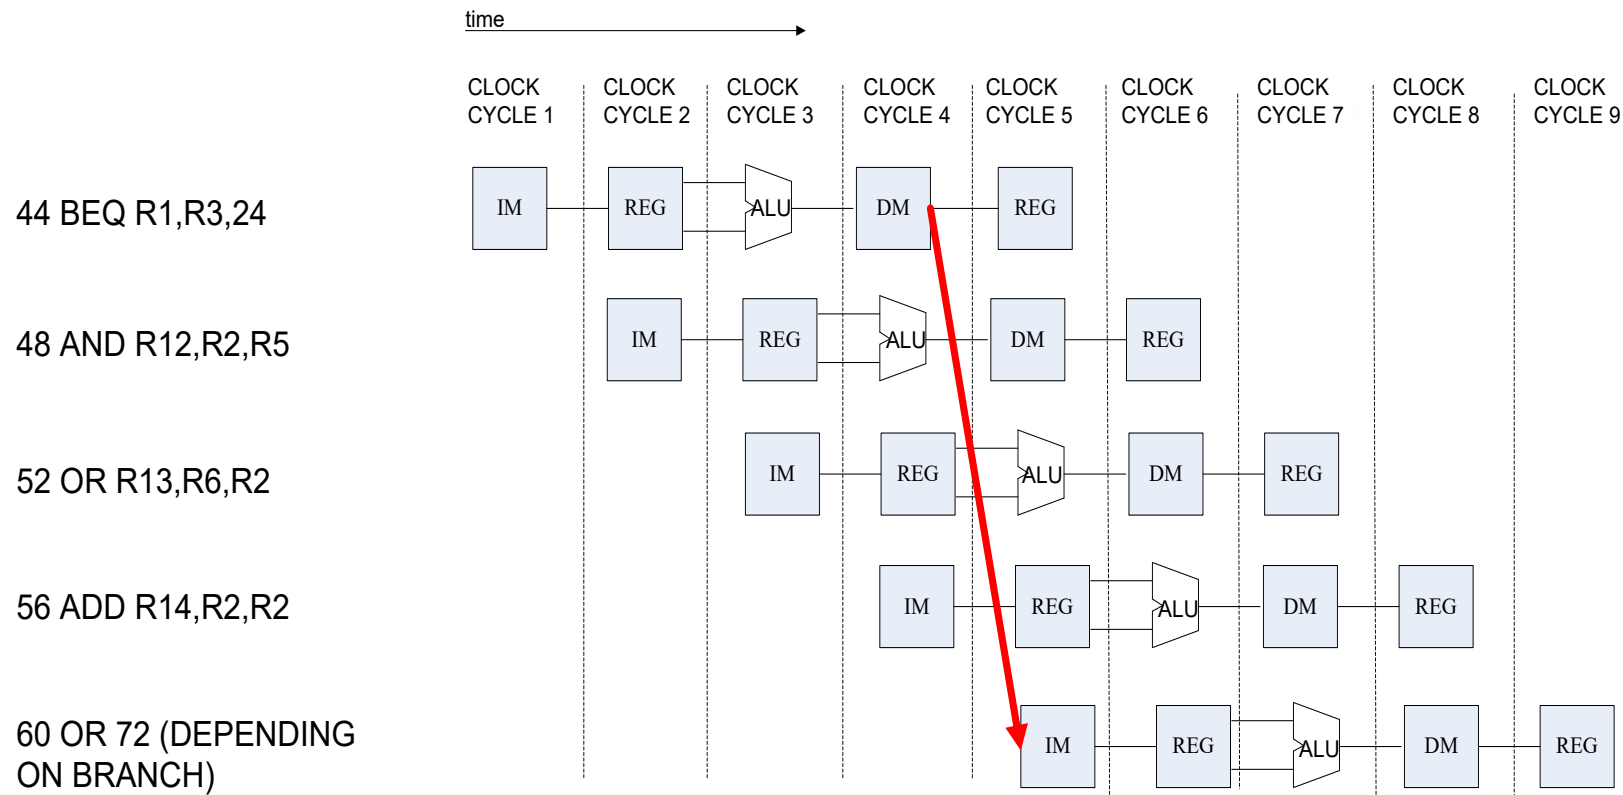 time
CLOCK CYCLE 1
CLOCK CYCLE 2
CLOCK CYCLE 3
CLOCK CYCLE 4
CLOCK CYCLE 5
CLOCK CYCLE 6
CLOCK CYCLE 7
CLOCK CYCLE 8
CLOCK CYCLE 9
44 BEQ R1,R3,24
IM REG ALU DM REG
48 AND R12,R2,R5
IM REG ALU DM REG
52 OR R13,R6,R2
IM REG ALU DM REG
56 ADD R14,R2,R2
IM REG ALU DM REG
60 OR 72 (DEPENDING
ON BRANCH)
IM REG ALU DM REG